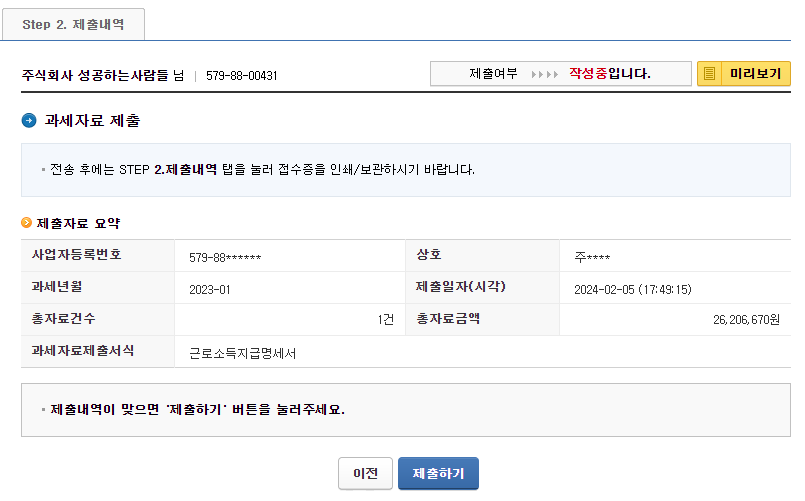 Step 2. 제출내역
주식회사 성공하는사람들 님 | 579-88-00431 제출여부 작성중입니다. 미리보기
과세자료 제출
· 전송 후에는 STEP 2.제출내역 탭을 눌러 접수증을 인쇄/보관하시기 바랍니다.
제출자료 요약
사업자등록번호 579-88****** 상호 주****
과세년월 2023-01 제출일자(시각) 2024-02-05 (17:49:15)
총자료건수 1건 총자료금액 26,206,670원
과세자료제출서식 근로소득지급명세서
· 제출내역이 맞으면 '제출하기' 버튼을 눌러주세요.
이전 제출하기